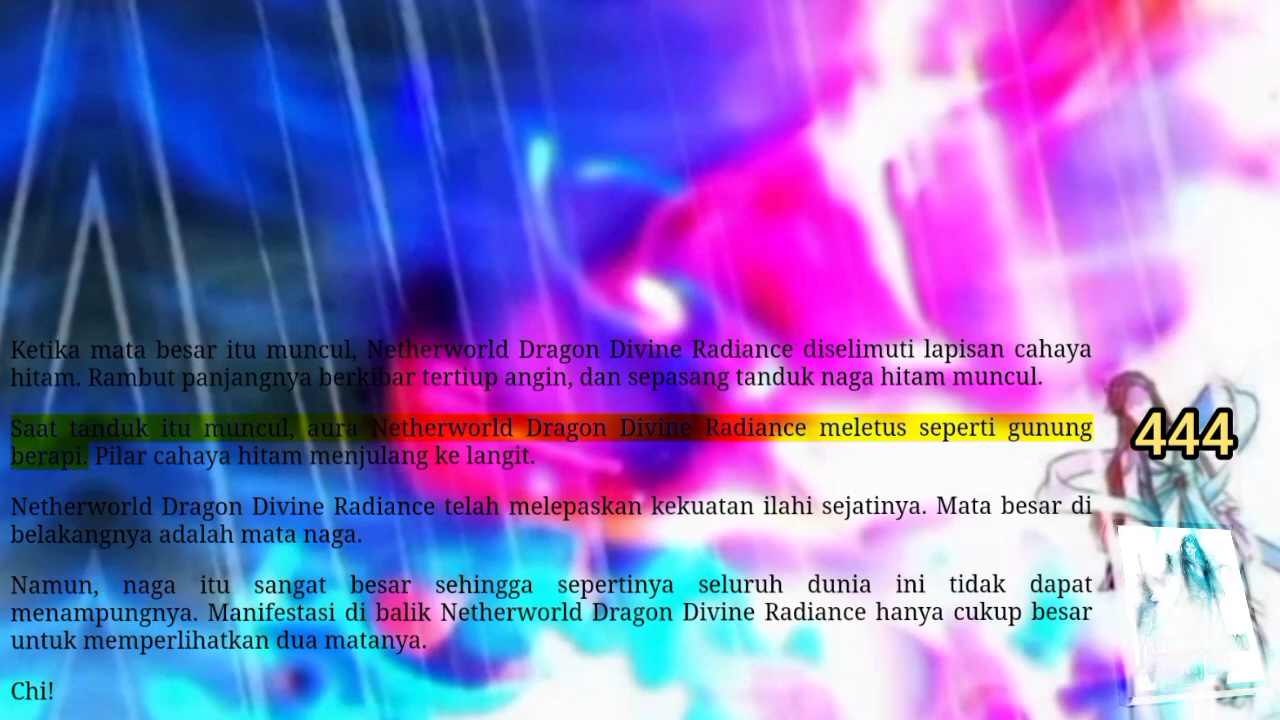 Ketika mata besar itu muncul, Netherworld Dragon Divine Radiance diselimuti lapisan cahaya
hitam. Rambut panjangnya berkibar tertiup angin, dan sepasang tanduk naga hitam muncul.
Saat tanduk itu muncul, aura Netherworld Dragon Divine Radiance meletus seperti gunung
berapi. Pilar cahaya hitam menjulang ke langit.
444
Netherworld Dragon Divine Radiance telah melepaskan kekuatan ilahi sejatinya. Mata besar di
belakangnya adalah mata naga.
Namun, naga itu sangat besar sehingga sepertinya seluruh dunia ini tidak dapat
menampungnya. Manifestasi di balik Netherworld Dragon Divine Radiance hanya cukup besar
untuk memperlihatkan dua matanya.
Chi!